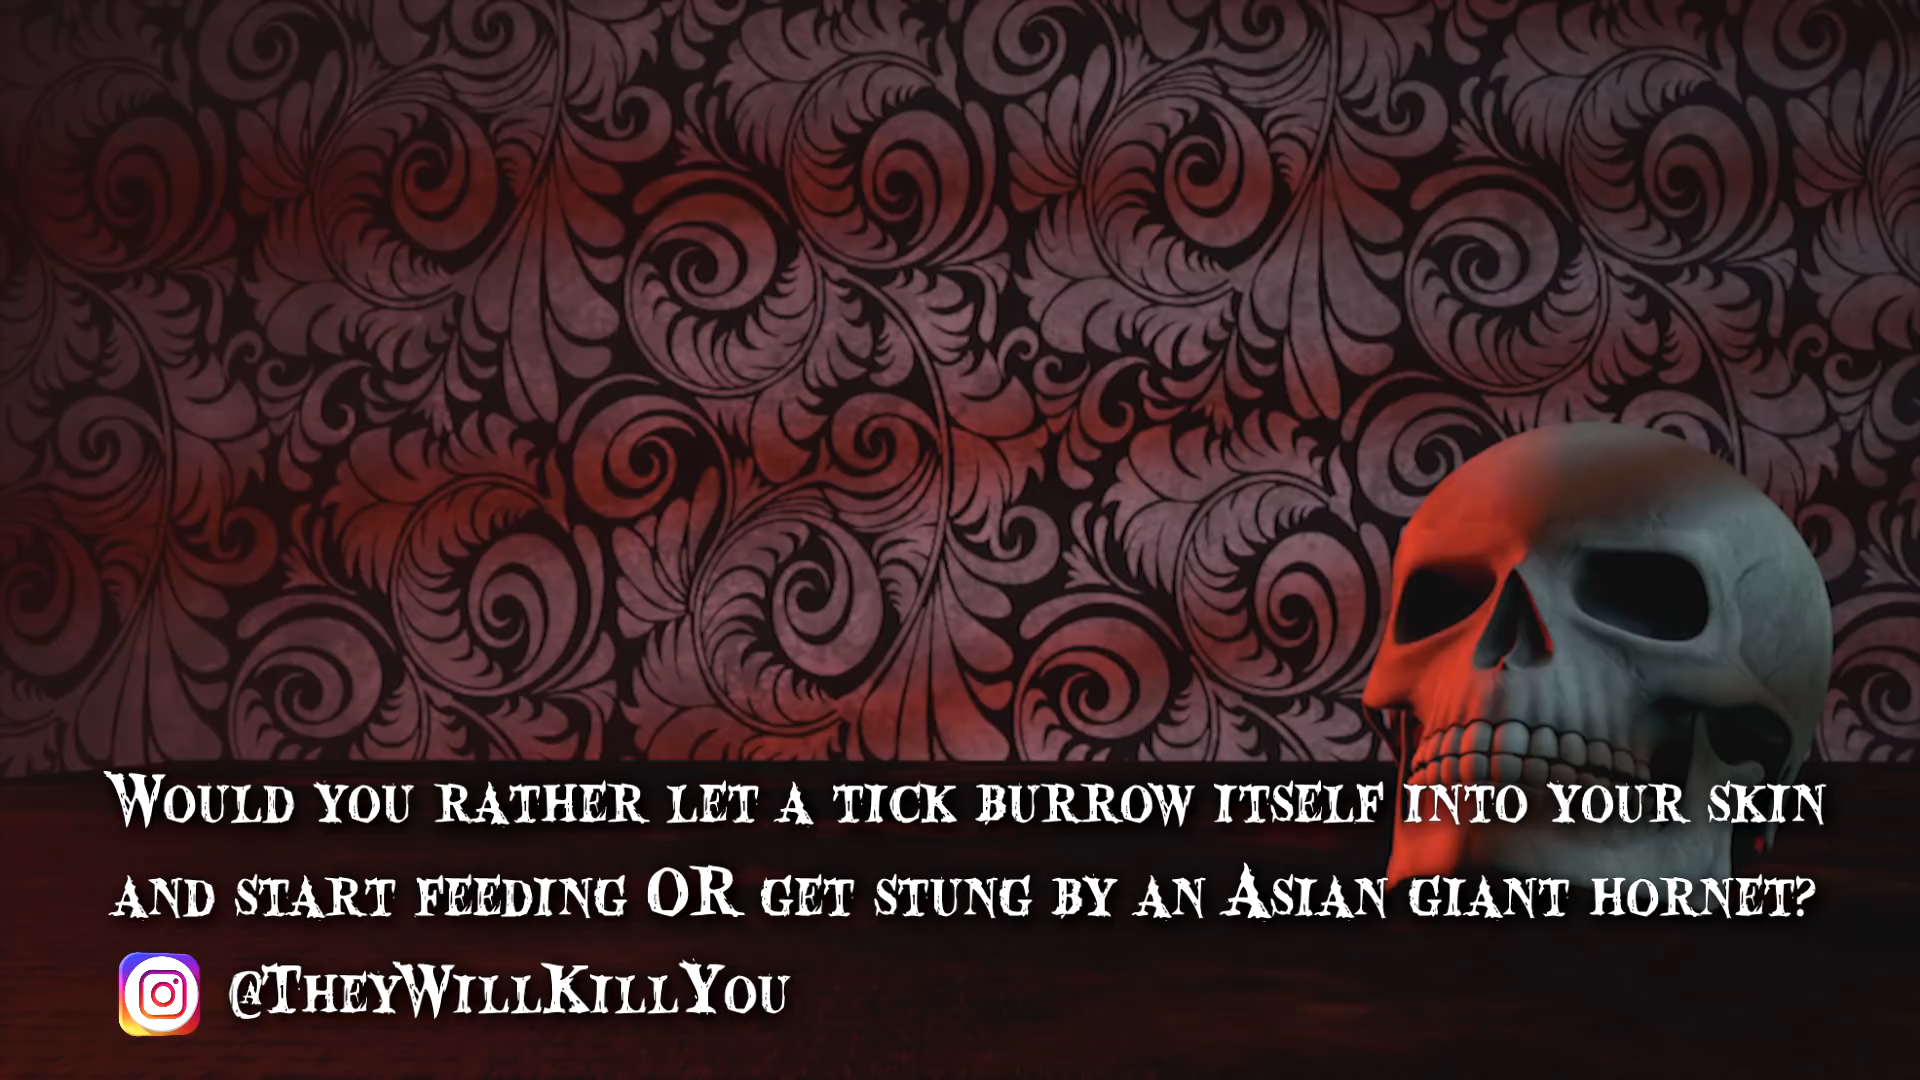 Would you rather let a tick burrow itself into your skin
and start feeding OR get stung by an Asian giant hornet?
@TheyWillKillYou